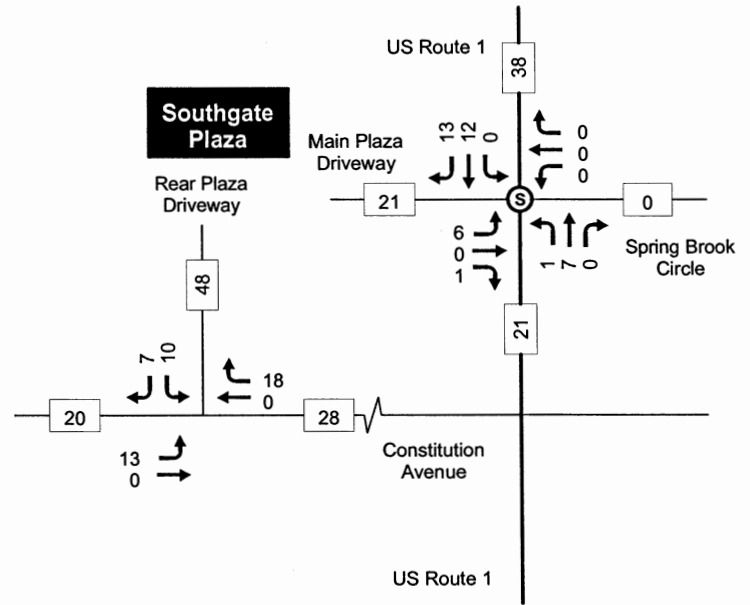 US Route 1
38
Southgate
Plaza
13 12 0
0
0
0
Main Plaza
Driveway
Rear Plaza
Driveway
21
S
0
6
0
1
1 7 0
Spring Brook
Circle
48
21
7 10
18
0
20
28
13
0
Constitution
Avenue
US Route 1